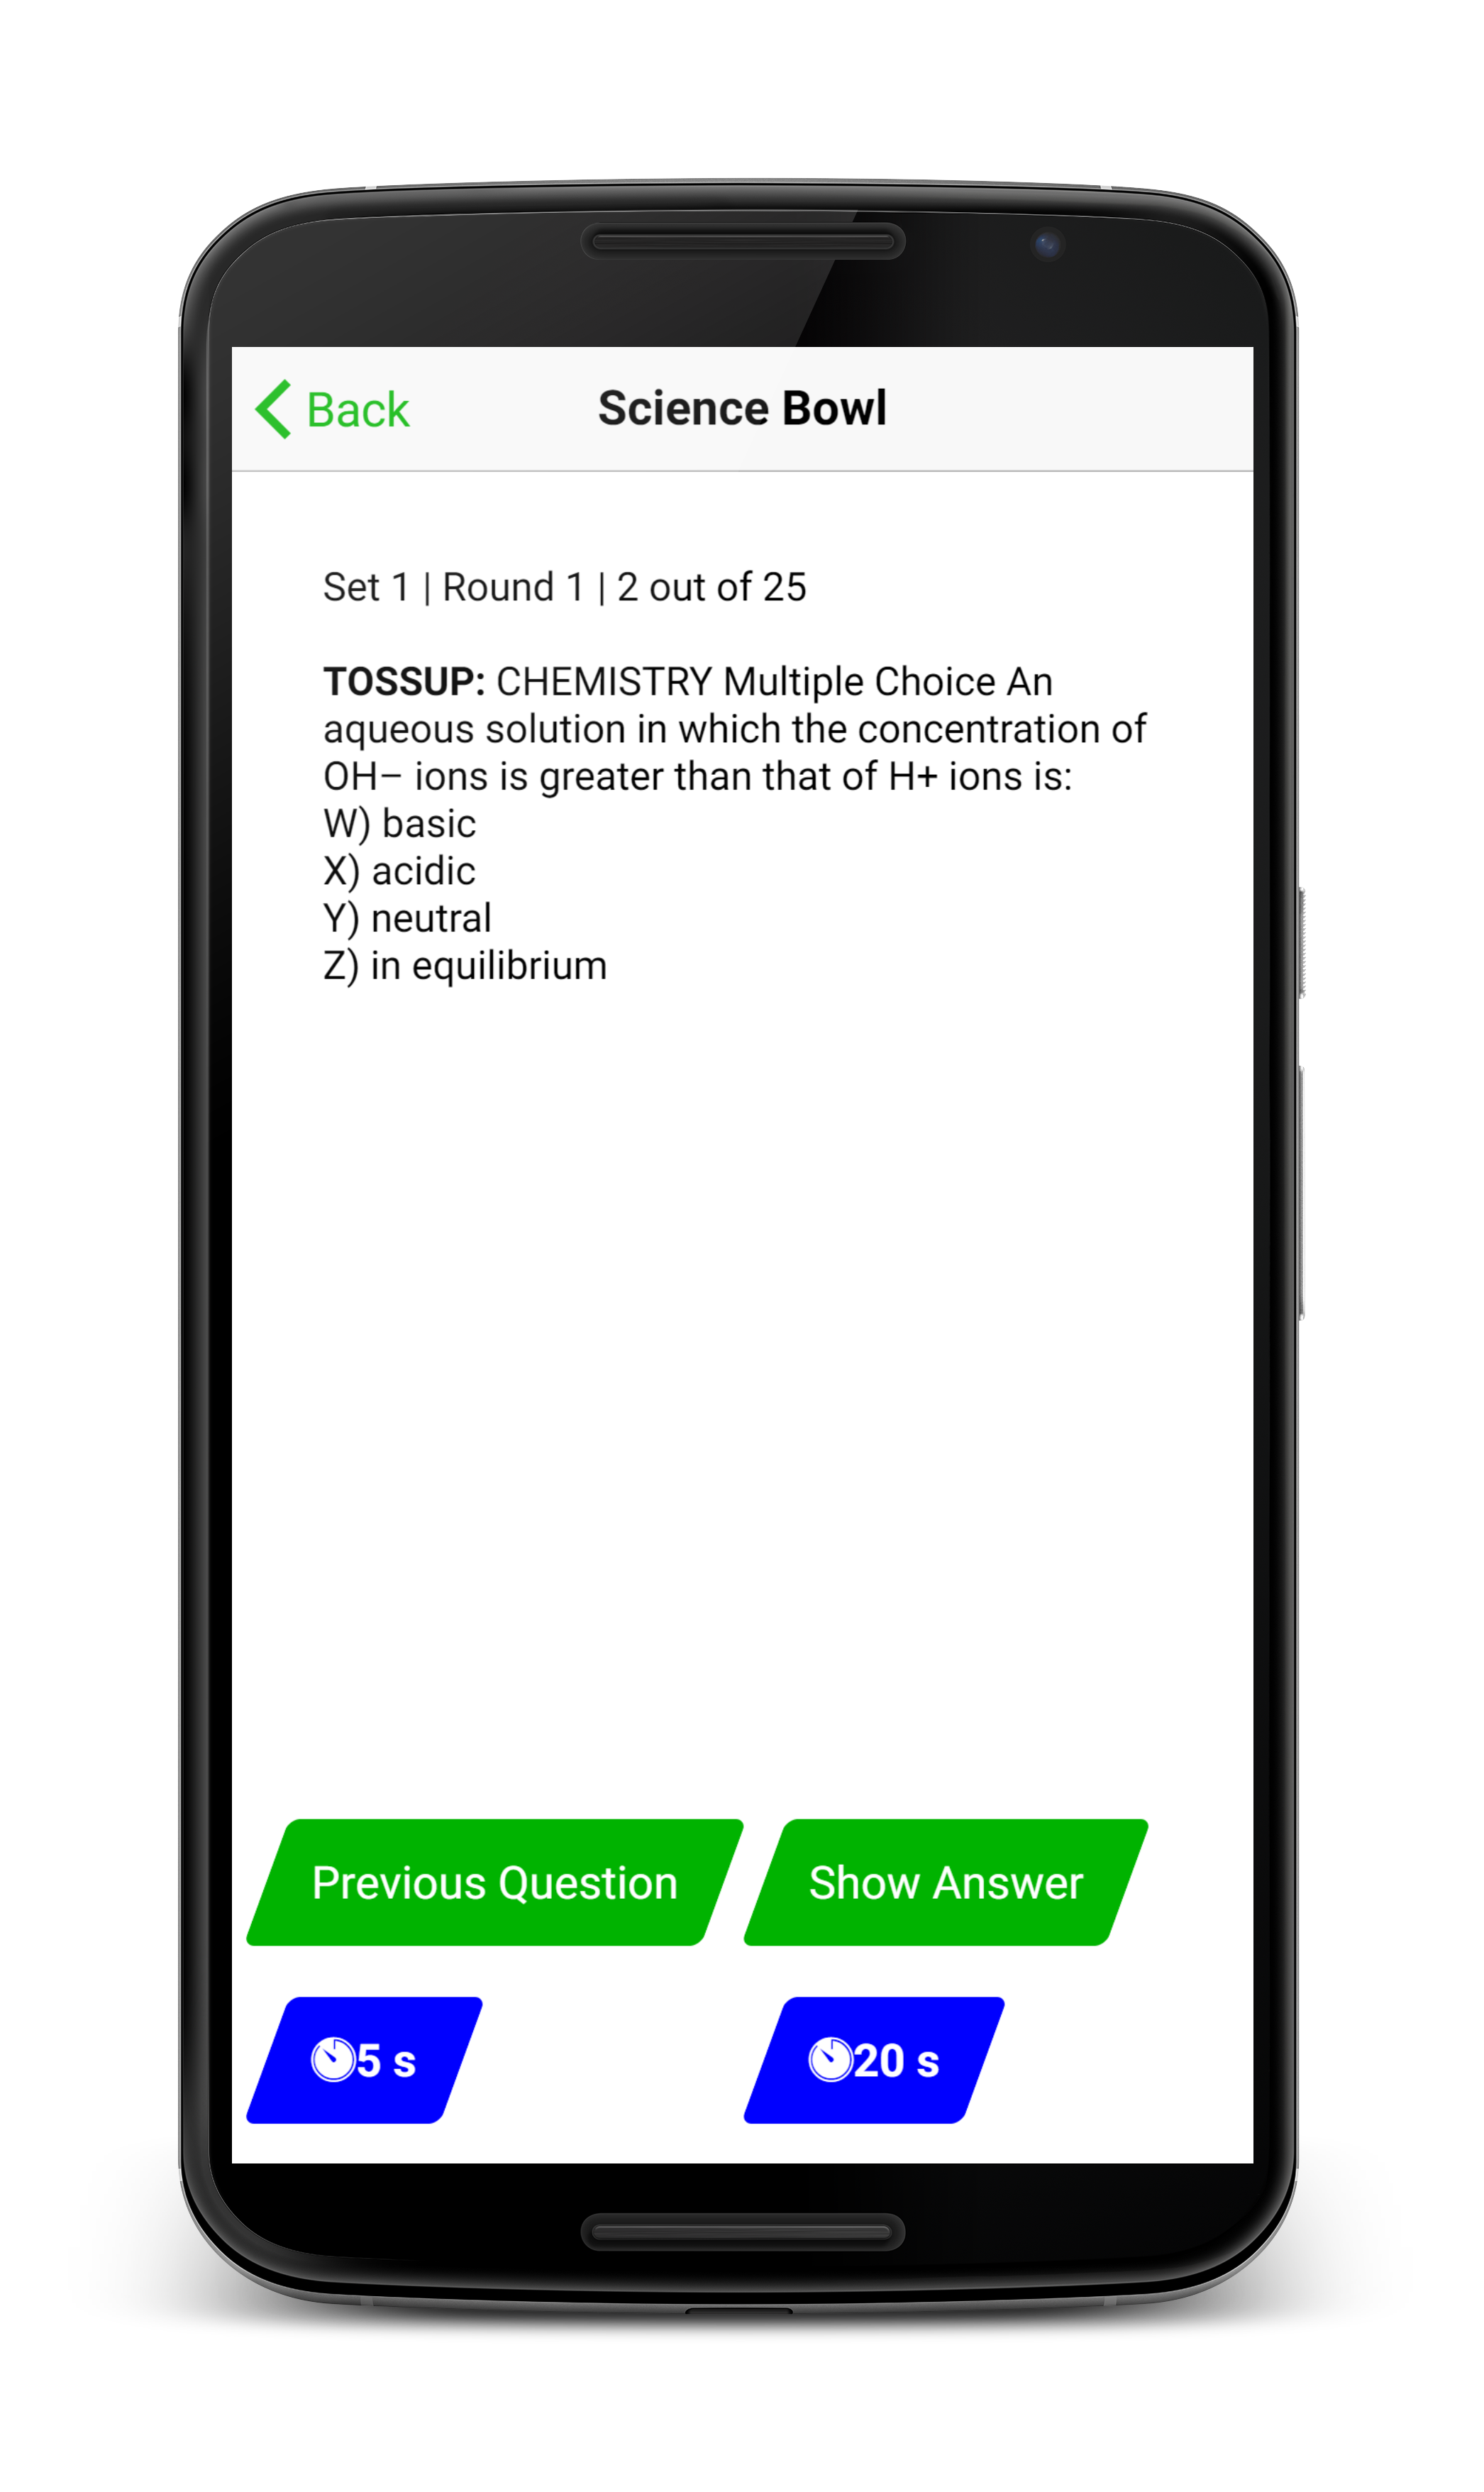 Back
Science Bowl
Set 1 | Round 1 | 2 out of 25
TOSSUP: CHEMISTRY Multiple Choice An
aqueous solution in which the concentration of
OH− ions is greater than that of H+ ions is:
W) basic
X) acidic
Y) neutral
Z) in equilibrium
Previous Question
Show Answer
5 s
20 s